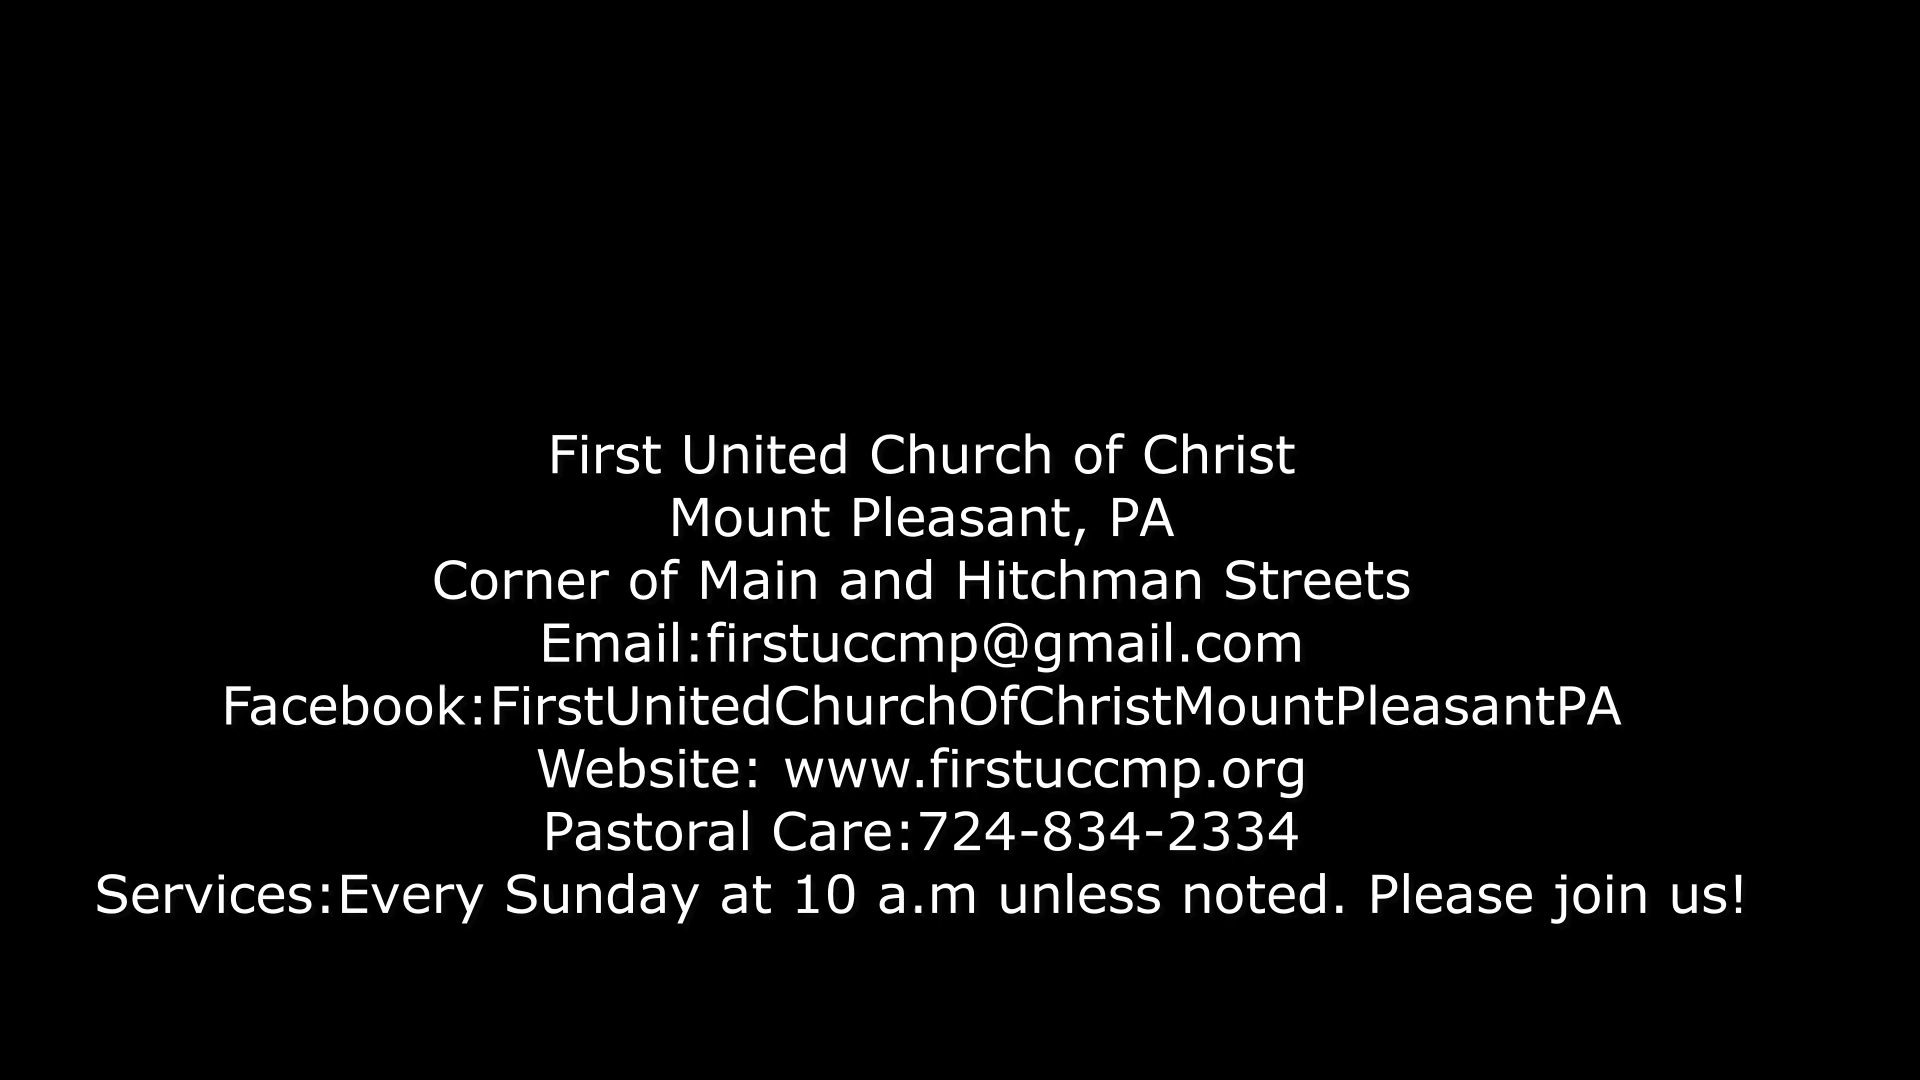 First United Church of Christ
Mount Pleasant, PA
Corner of Main and Hitchman Streets
Email:firstuccmp@gmail.com
Facebook:FirstUnitedChurchOfChristMountPleasantPA
Website: www.firstuccmp.org
Pastoral Care:724-834-2334
Services:Every Sunday at 10 a.m unless noted. Please join us!